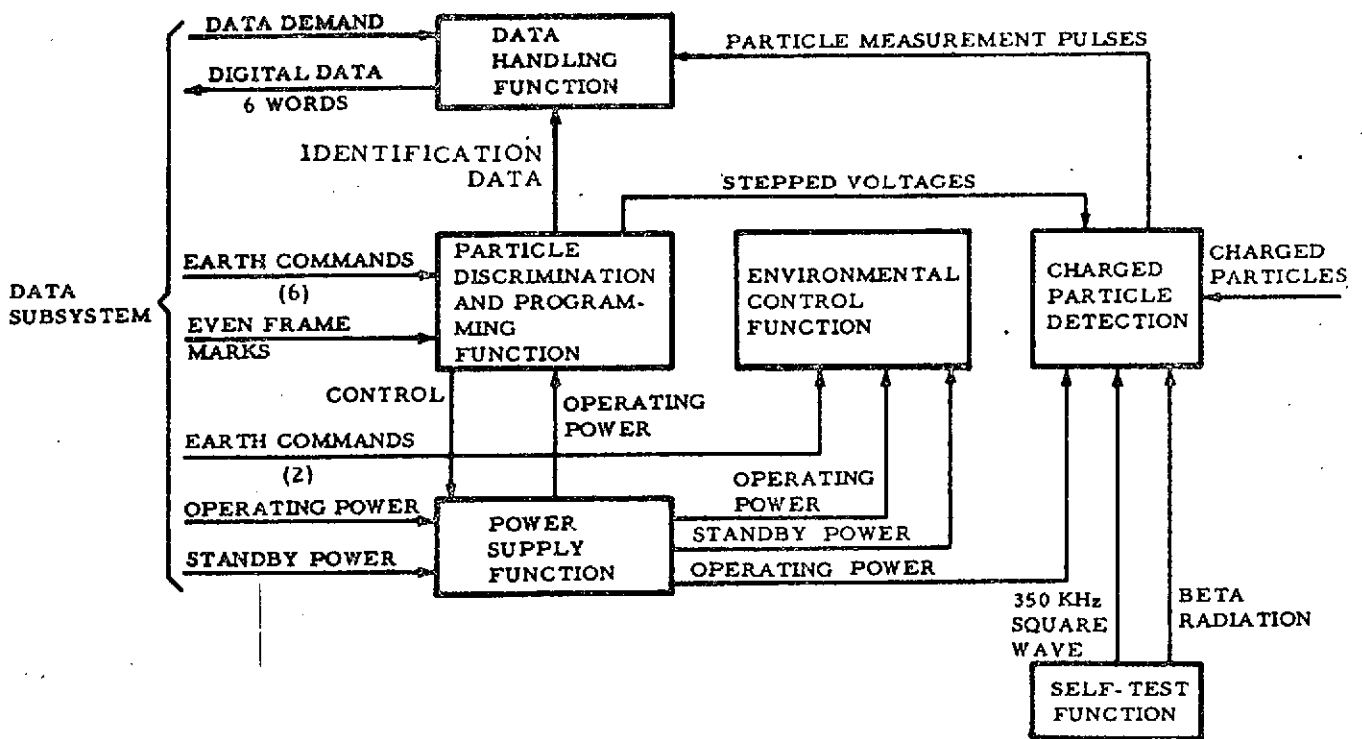 DATA DEMAND
DIGITAL DATA
6 WORDS
DATA
HANDLING
FUNCTION
PARTICLE MEASUREMENT PULSES
IDENTIFICATION
DATA
STEPPED VOLTAGES
DATA
SUBSYSTEM
EARTH COMMANDS
(6)
EVEN FRAME
MARKS
PARTICLE
DISCRIMINATION
AND PROGRAM-
MING
FUNCTION
ENVIRONMENTAL
CONTROL
FUNCTION
CHARGED
PARTICLE
DETECTION
CHARGED
PARTICLES
CONTROL
OPERATING
POWER
EARTH COMMANDS
(2)
OPERATING POWER
STANDBY POWER
POWER
SUPPLY
FUNCTION
OPERATING
POWER
STANDBY POWER
OPERATING POWER
350 KHz
SQUARE
WAVE
BETA
RADIATION
SELF-TEST
FUNCTION